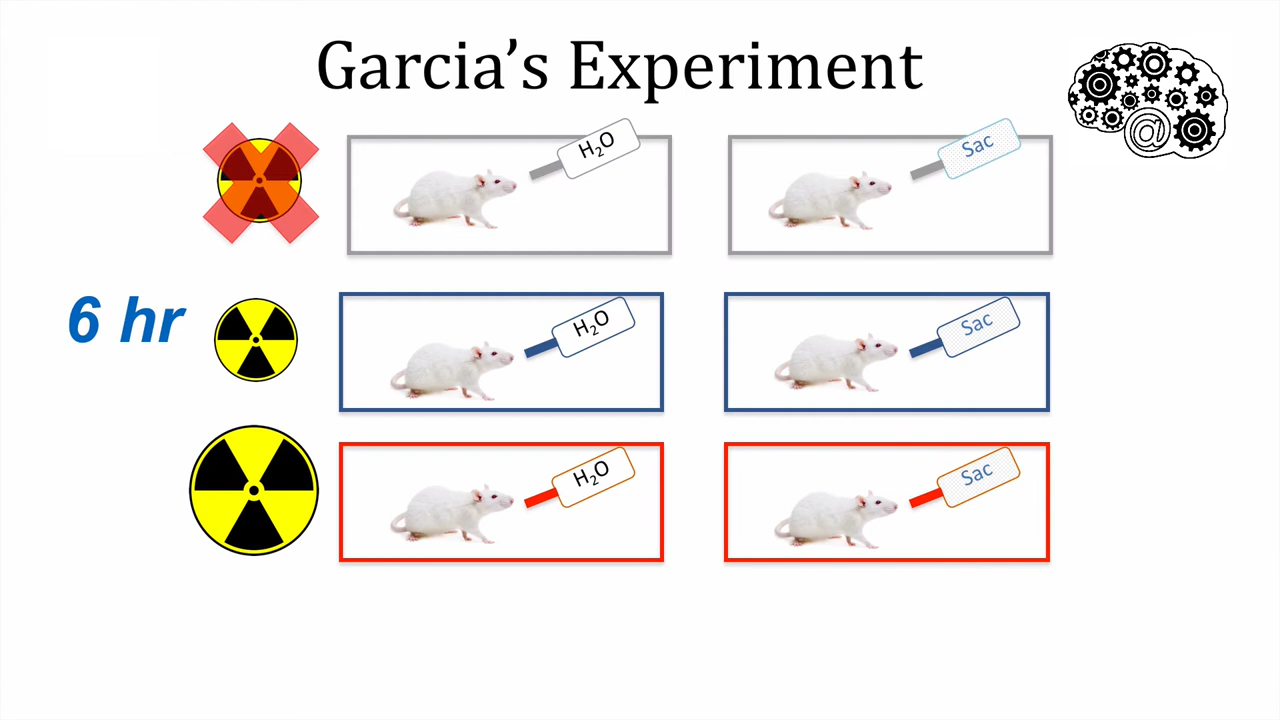 Garcia's Experiment
H₂O
Sac
@
6 hr
H₂O
Sac
H₂O
Sac